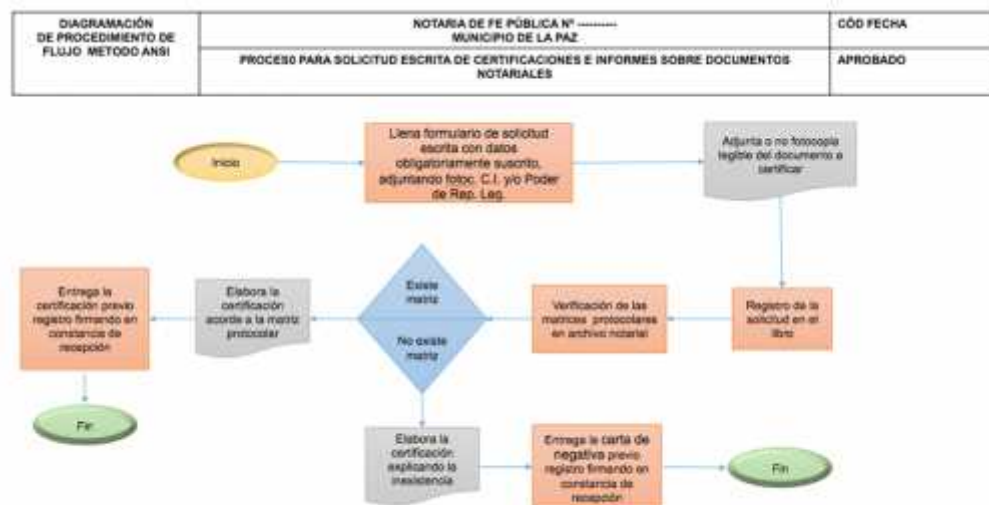 DIAGRAMACIÓN
DE PROCEDIMIENTO DE
FLUJO METODO ANSI
NOTARIA DE FE PÚBLICA Nº ----------
MUNICIPIO DE LA PAZ
CÓD FECHA
PROCESO PARA SOLICITUD ESCRITA DE CERTIFICACIONES E INFORMES SOBRE DOCUMENTOS
NOTARIALES
APROBADO
Inicio
Llena formulario de solicitud
escrita con datos
obligatoriamente suscrito,
adjuntando fotoc. C.I. y/o Poder
de Rep. Leg.
Adjunta o no fotocopia
legible del documento a
certificar
Entrega la
certificación previo
registro firmando en
constancia de
recepción
Elabora la
certificación
acorde a la matriz
protocolar
Existe
matriz
No existe
matriz
Verificación de las
matrices protocolares
en archivo notarial
Registro de la
solicitud en el
libro
Fin
Elabora la
certificación
explicando la
inexistencia
Entrega la carta de
negativa previo
registro firmando en
constancia de
recepción
Fin